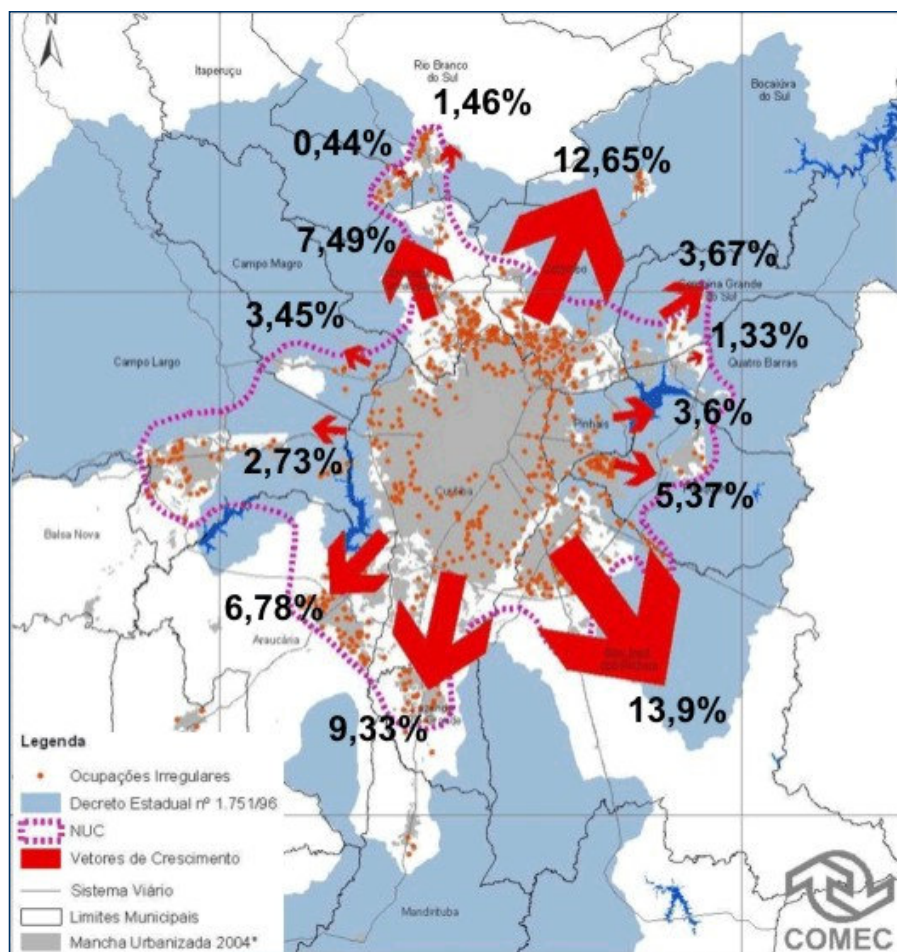 N
Itaperuçu
Rio Branco
do Sul
Bocaiúva
do Sul
1,46%
0,44%
12,65%
7,49%
Campo Magro
3,67%
Grande
do Sul
3,45%
1,33%
Campo Largo
Quatro Barras
Pinhais
3,6%
2,73%
Curitiba
5,37%
Balsa Nova
6,78%
Araucária
9,33%
13,9%
Legenda
Ocupações Irregulares
Decreto Estadual nº 1.751/96
NUC
Vetores de Crescimento
Sistema Viário
Limites Municipais
Mancha Urbanizada 2004*
Mandirituba
COMEC